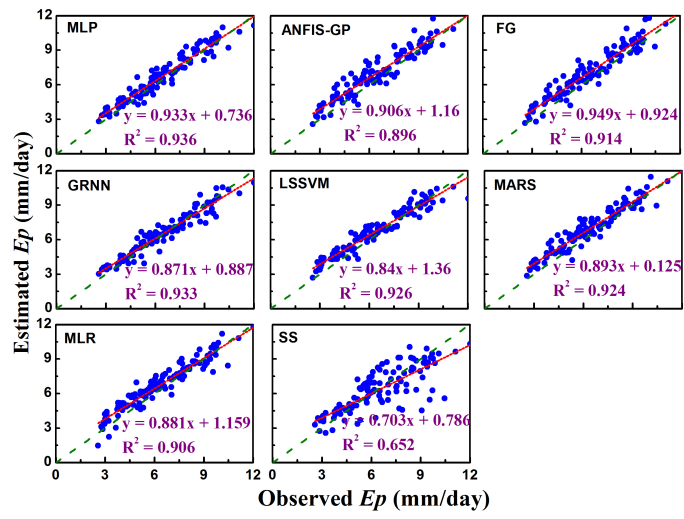 12
9
6
3
0
MLP
y = 0.933x + 0.736
R² = 0.936
ANFIS-GP
y = 0.906x + 1.16
R² = 0.896
FG
y = 0.949x + 0.924
R² = 0.914
12
9
6
3
0
GRNN
y = 0.871x + 0.887
R² = 0.933
LSSVM
y = 0.84x + 1.36
R² = 0.926
MARS
y = 0.893x + 0.125
R² = 0.924
12
9
6
3
0
MLR
y = 0.881x + 1.159
R² = 0.906
SS
y = 0.703x + 0.786
R² = 0.652
0 3 6 9 12
0 3 6 9 12
Estimated Ep (mm/day)
Observed Ep (mm/day)